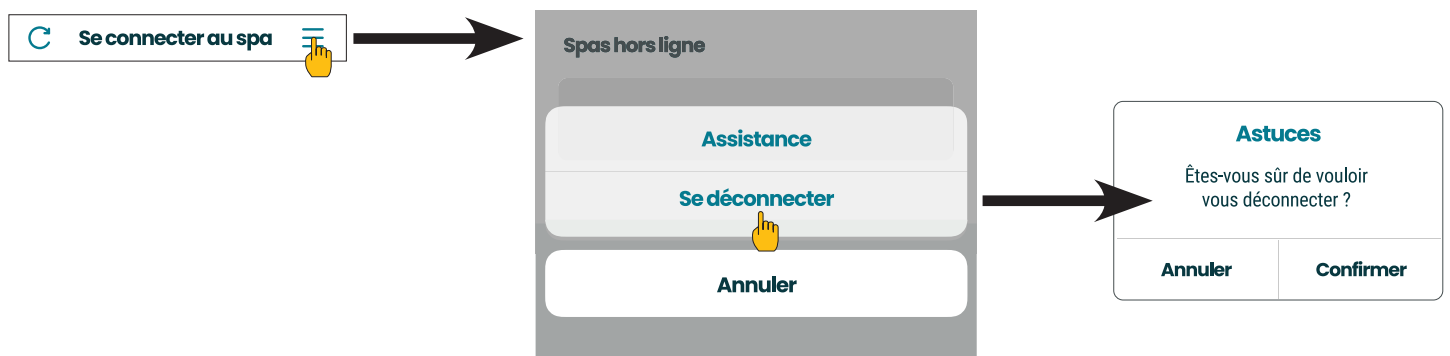 Se connecter au spa
Spas hors ligne
Assistance
Se déconnecter
Annuler
Astuces
Êtes-vous sûr de vouloir
vous déconnecter ?
Annuler
Confirmer